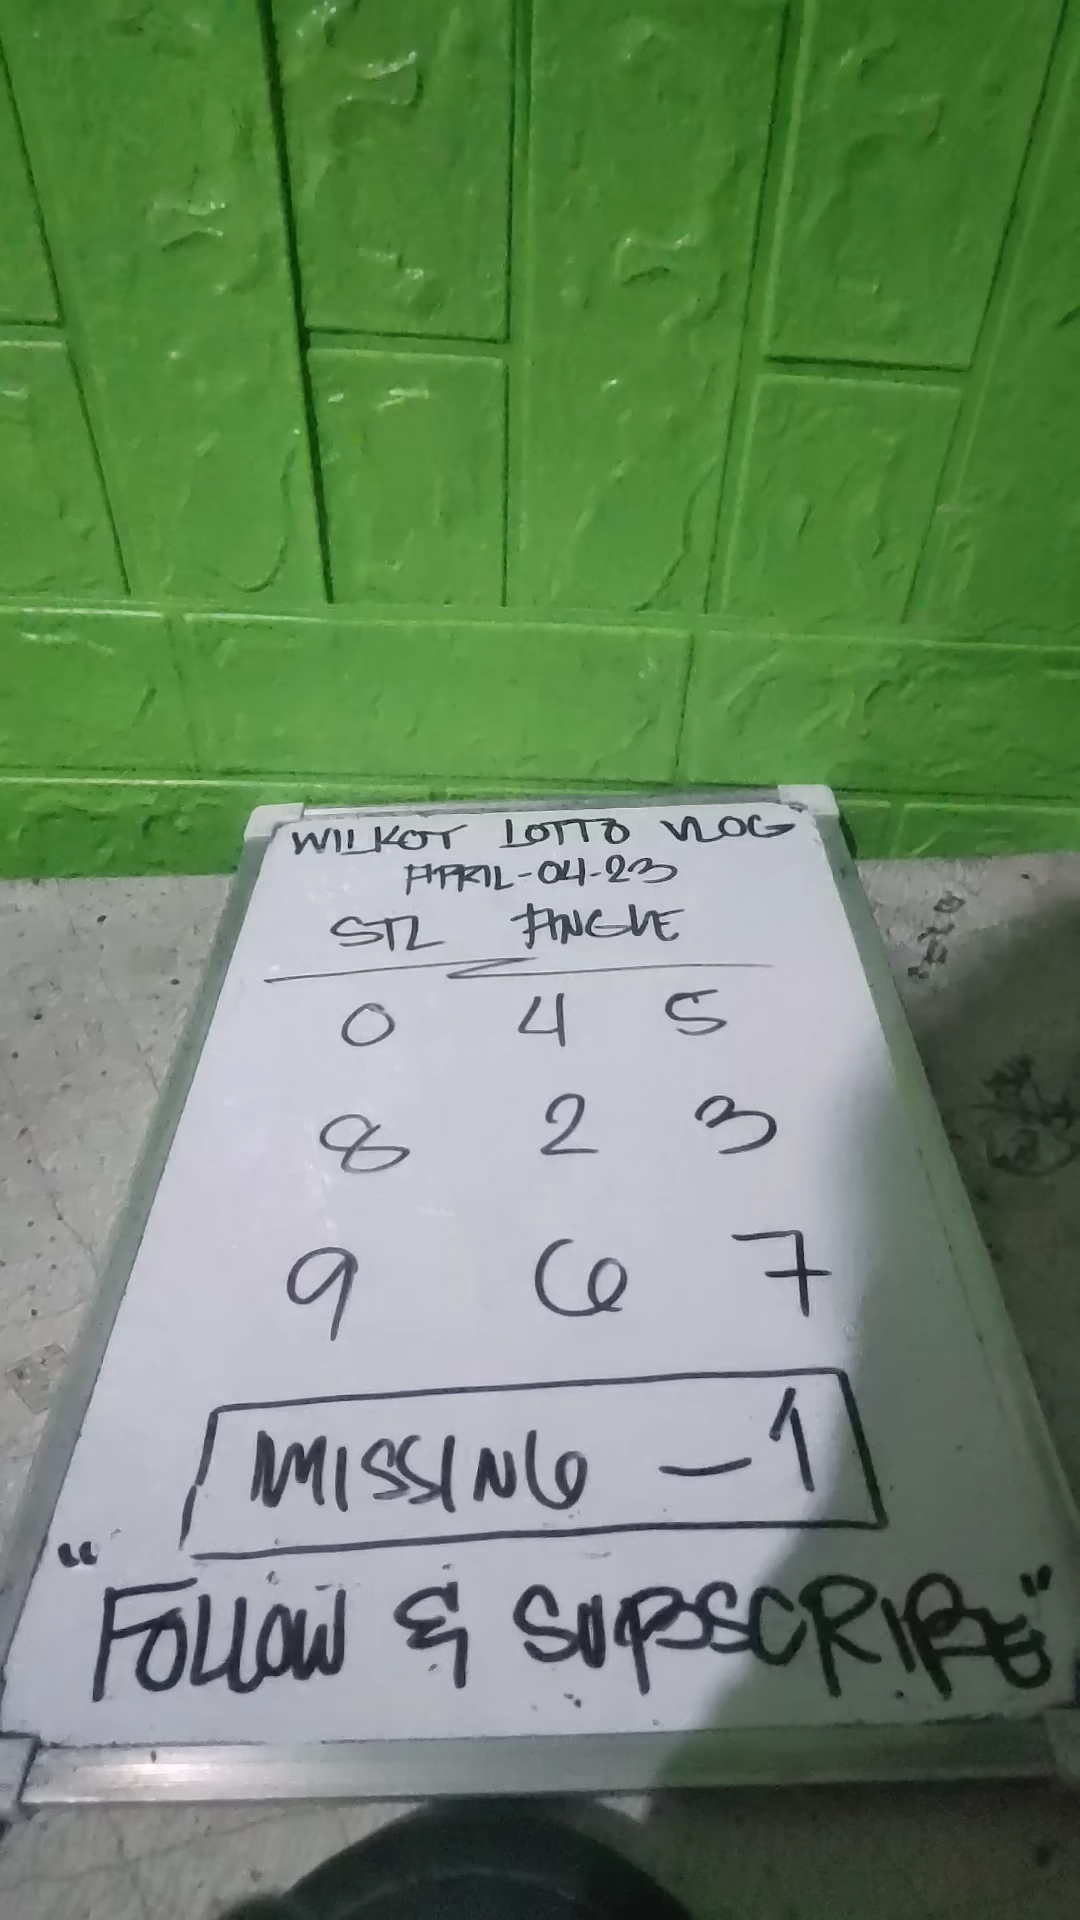 WILKOT LOTTO VLOG
APRIL-04-23
STL ANGLE
0 4 5
8 2 3
9 6 7
MISSING - 1
"FOLLOW & SUBSCRIBE"